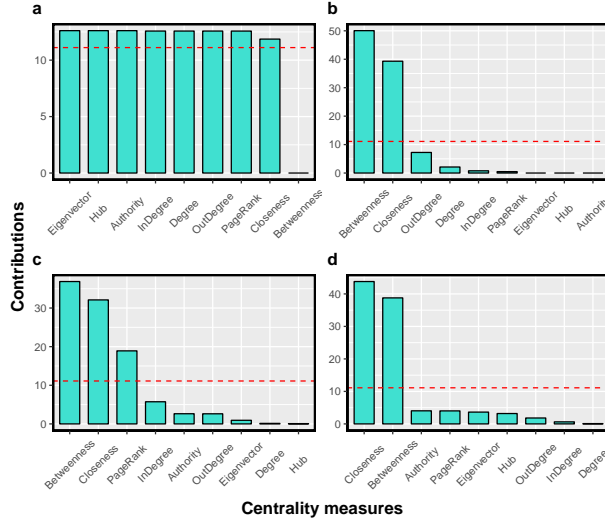 a
10
5
0
Eigenvector
Hub
Authority
InDegree
Degree
OutDegree
PageRank
Closeness
Betweenness
b
50
40
30
20
10
0
Betweenness
Closeness
OutDegree
Degree
InDegree
PageRank
Eigenvector
Hub
Authority
Contributions
c
30
20
10
0
Betweenness
Closeness
PageRank
InDegree
Authority
OutDegree
Eigenvector
Degree
Hub
d
40
30
20
10
0
Closeness
Betweenness
Authority
PageRank
Eigenvector
Hub
OutDegree
InDegree
Degree
Centrality measures